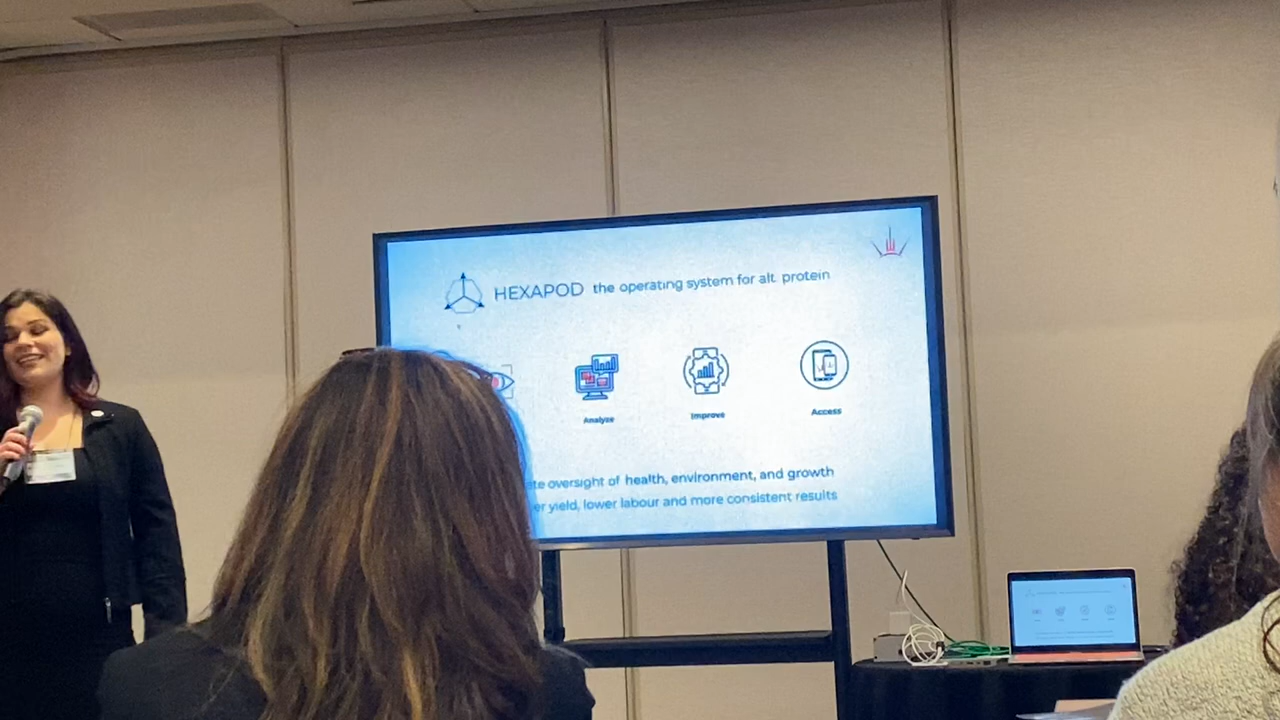 HEXAPOD the operating system for alt. protein
Analyze
Improve
Access
oversight of health, environment, and growth
yield, lower labour and more consistent results